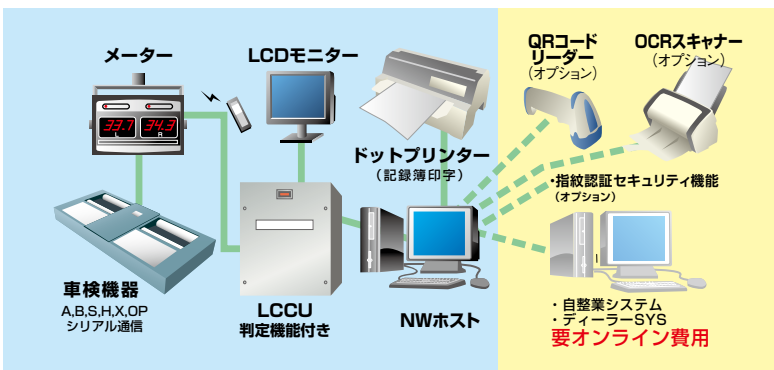 メーター
33.7 34.3
L R
LCDモニター
ドットプリンター
（記録簿印字）
QRコード
リーダー
（オプション）
OCRスキャナー
（オプション）
・指紋認証セキュリティ機能
（オプション）
車検機器
A,B,S,H,X,OP
シリアル通信
LCCU
判定機能付き
NWホスト
・自整業システム
・ディーラーSYS
要オンライン費用